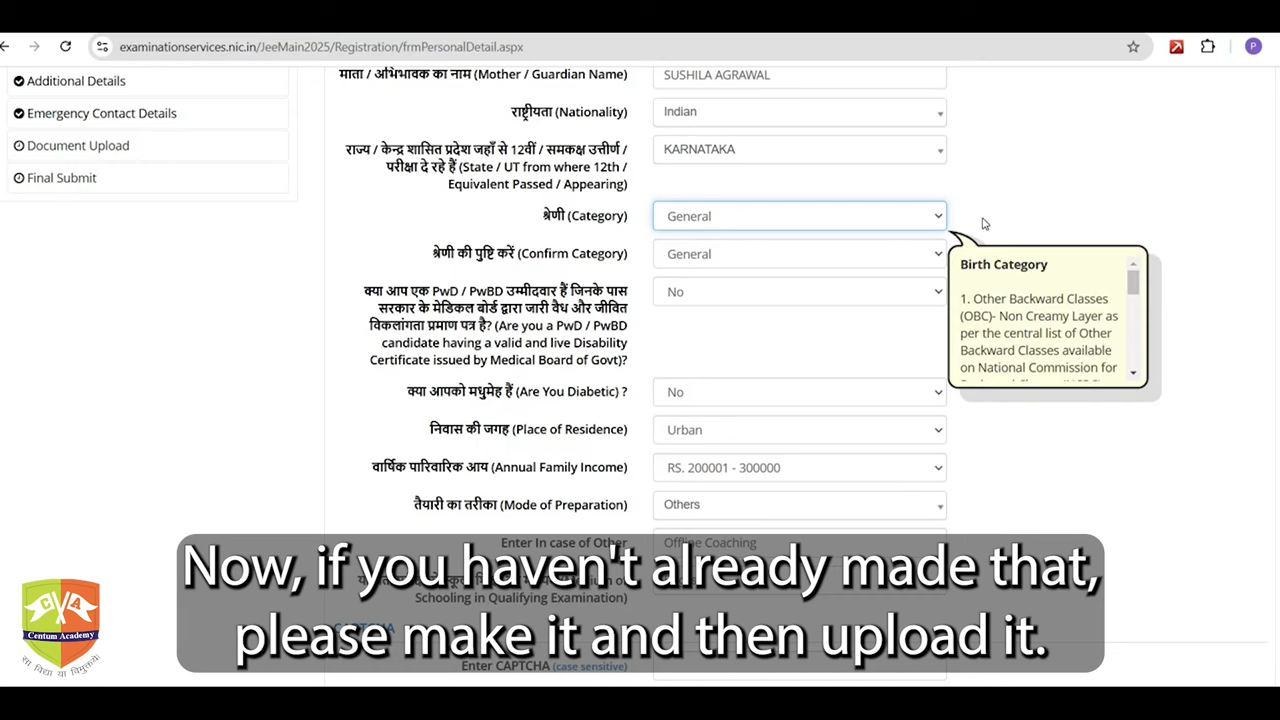 examinationservices.nic.in/JeeMain2025/Registration/frmPersonalDetail.aspx
P
Additional Details
Emergency Contact Details
Document Upload
Final Submit
माता / अभिभावक का नाम (Mother / Guardian Name)
SUSHILA AGRAWAL
राष्ट्रीयता (Nationality)
Indian
राज्य / केन्द्र शासित प्रदेश जहाँ से 12वीं / समकक्ष उत्तीर्ण /
परीक्षा दे रहे हैं (State / UT from where 12th /
Equivalent Passed / Appearing)
KARNATAKA
श्रेणी (Category)
General
श्रेणी की पुष्टि करें (Confirm Category)
General
Birth Category
1. Other Backward Classes
(OBC)- Non Creamy Layer as
per the central list of Other
Backward Classes available
on National Commission for
क्या आप एक PwD / PwBD उम्मीदवार हैं जिनके पास
सरकार के मेडिकल बोर्ड द्वारा जारी वैध और जीवित
विकलांगता प्रमाण पत्र है? (Are you a PwD / PwBD
candidate having a valid and live Disability
Certificate issued by Medical Board of Govt)?
No
क्या आपको मधुमेह हैं (Are You Diabetic) ?
No
निवास की जगह (Place of Residence)
Urban
वार्षिक पारिवारिक आय (Annual Family Income)
RS. 200001 - 300000
तैयारी का तरीका (Mode of Preparation)
Others
Enter In case of Other
Offline Coaching
Schooling in Qualifying Examination)
Enter CAPTCHA (case sensitive)
Now, if you haven't already made that,
please make it and then upload it.
C A
Centum Academy
सा विद्या या विमुक्तये